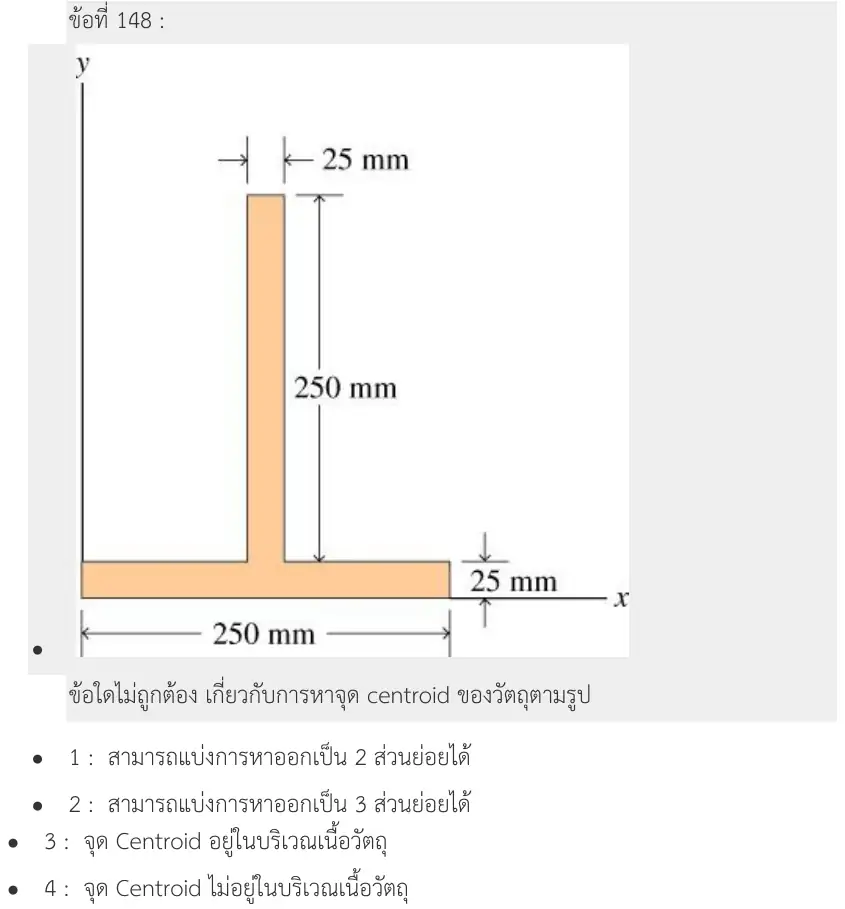 ข้อที่ 148 :
y
25 mm
250 mm
25 mm
x
250 mm
ข้อใดไม่ถูกต้อง เกี่ยวกับการหาจุด centroid ของวัตถุตามรูป
1 : สามารถแบ่งการหาออกเป็น 2 ส่วนย่อยได้
2 : สามารถแบ่งการหาออกเป็น 3 ส่วนย่อยได้
3 : จุด Centroid อยู่ในบริเวณเนื้อวัตถุ
4 : จุด Centroid ไม่อยู่ในบริเวณเนื้อวัตถุ